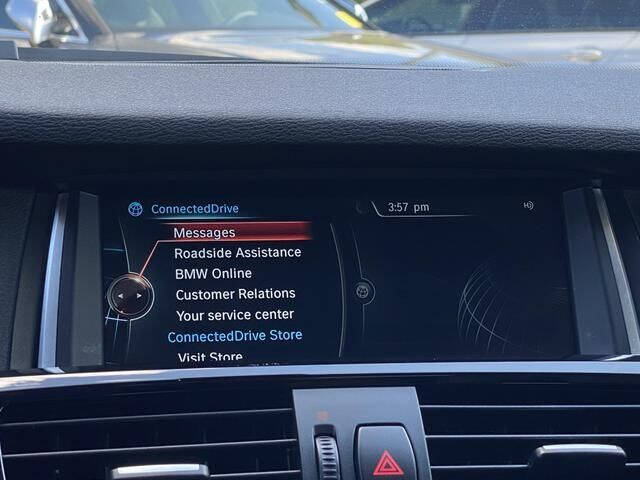 ConnectedDrive
3:57 pm
Messages
Roadside Assistance
BMW Online
Customer Relations
Your service center
ConnectedDrive Store
Visit Store